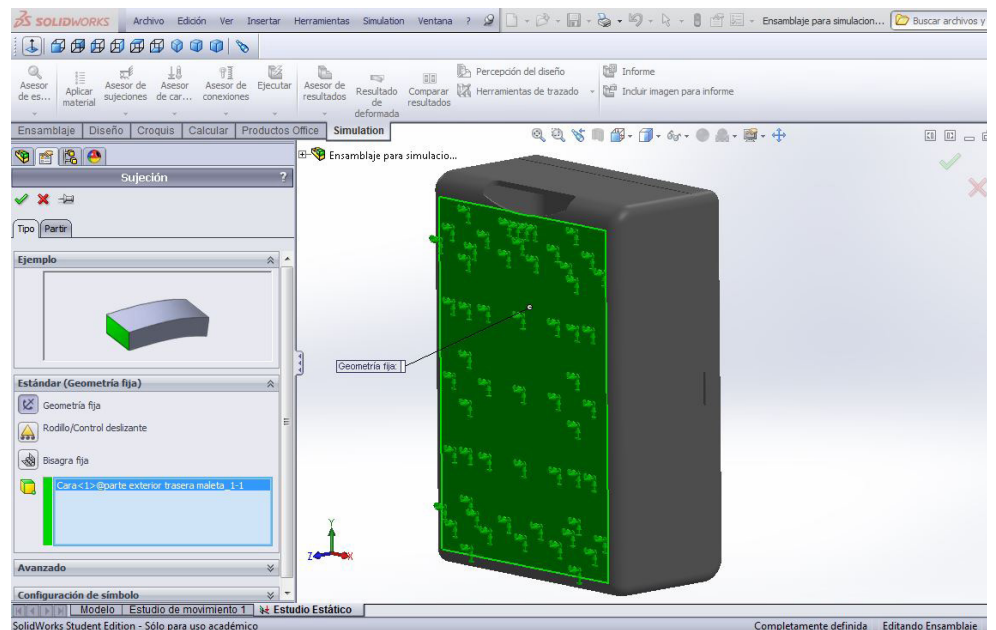 SOLIDWORKS Archivo Edición Ver Insertar Herramientas Simulation Ventana ? Ensamblaje para simulacion... Buscar archivos y
Asesor de es... Aplicar material Asesor de sujeciones Asesor de car... Asesor de conexiones Ejecutar Asesor de resultados Resultado de deformada Comparar resultados
Percepción del diseño Informe
Herramientas de trazado Incluir imagen para informe
Ensamblaje Diseño Croquis Calcular Productos Office Simulation
Ensamblaje para simulacio...
Sujeción ?
Tipo Partir
Ejemplo
Geometría fija:
Estándar (Geometría fija)
Geometría fija
Rodillo/Control deslizante
Bisagra fija
Cara<1>@parte exterior trasera maleta_1-1
Y
Z X
Avanzado
Configuración de símbolo
Modelo Estudio de movimiento 1 Estudio Estático
SolidWorks Student Edition - Sólo para uso académico Completamente definida Editando Ensamblaje